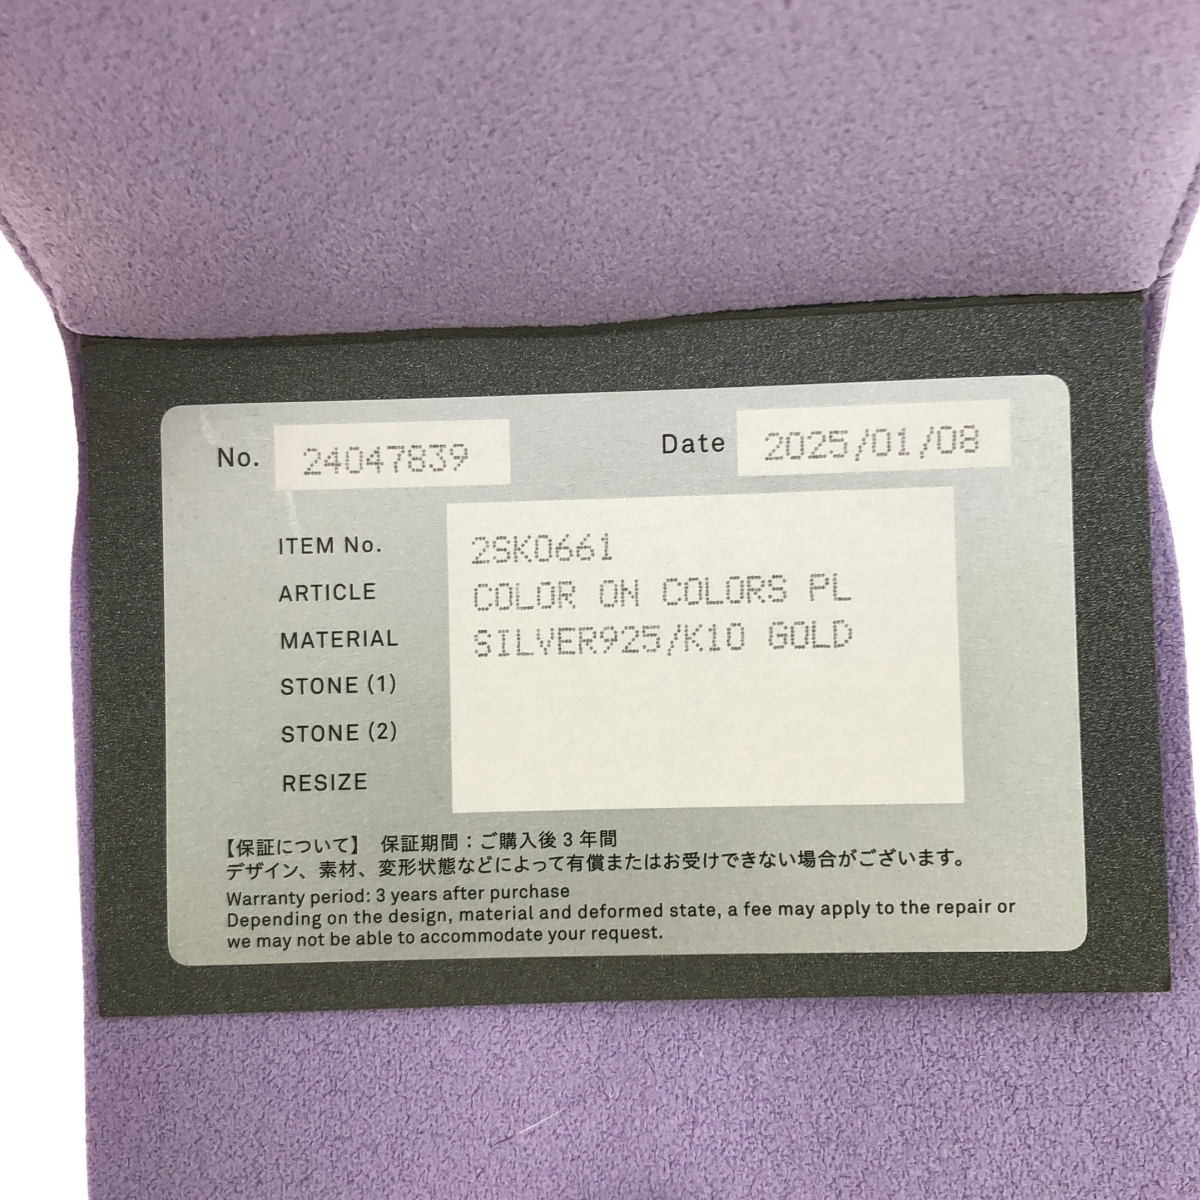 No. 24047839 Date 2025/01/08
ITEM No. 2SK0661
ARTICLE COLOR ON COLORS PL
MATERIAL SILVER925/K10 GOLD
STONE (1)
STONE (2)
RESIZE
【保証について】 保証期間：ご購入後3年間
デザイン、素材、変形状態などによって有償またはお受けできない場合がございます。
Warranty period: 3 years after purchase
Depending on the design, material and deformed state, a fee may apply to the repair or
we may not be able to accommodate your request.